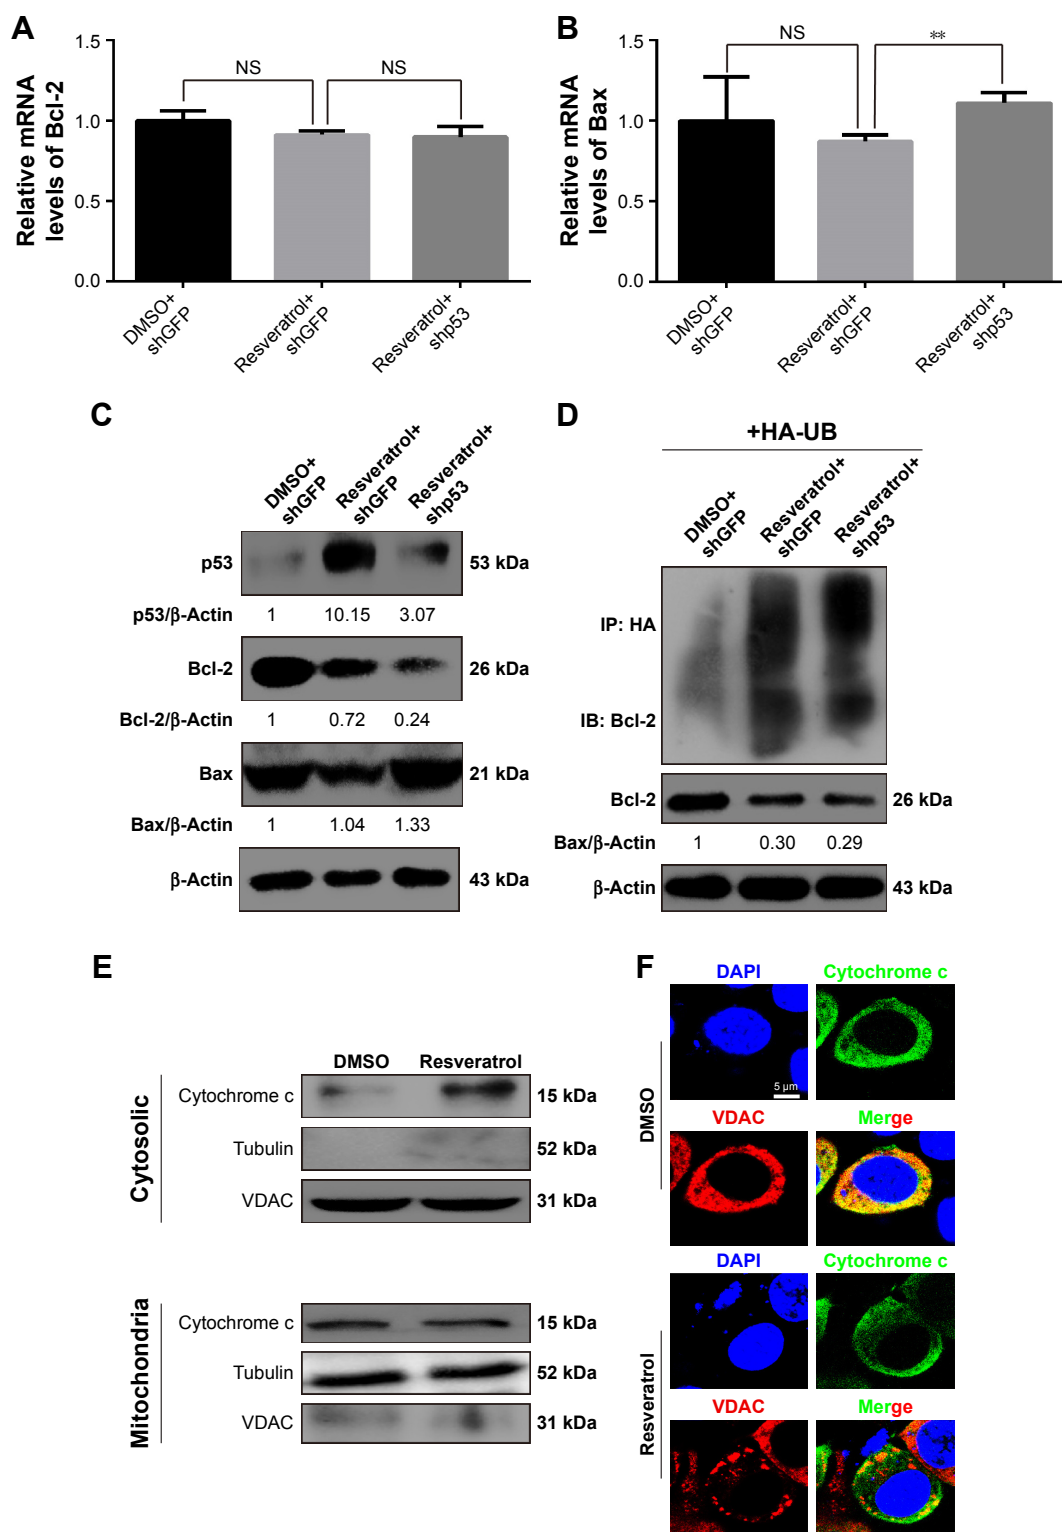 A
Relative mRNA
levels of Bcl-2
1.5
1.0
0.5
0.0
NS
NS
DMSO+
shGFP
Resveratrol+
shGFP
Resveratrol+
shp53
B
Relative mRNA
levels of Bax
1.5
1.0
0.5
0.0
NS
**
DMSO+
shGFP
Resveratrol+
shGFP
Resveratrol+
shp53
C
DMSO+
shGFP
Resveratrol+
shGFP
Resveratrol+
shp53
p53 53 kDa
p53/β-Actin 1 10.15 3.07
Bcl-2 26 kDa
Bcl-2/β-Actin 1 0.72 0.24
Bax 21 kDa
Bax/β-Actin 1 1.04 1.33
β-Actin 43 kDa
D
+HA-UB
DMSO+
shGFP
Resveratrol+
shGFP
Resveratrol+
shp53
IP: HA
IB: Bcl-2
Bcl-2 26 kDa
Bax/β-Actin 1 0.30 0.29
β-Actin 43 kDa
E
DMSO Resveratrol
Cytosolic
Cytochrome c 15 kDa
Tubulin 52 kDa
VDAC 31 kDa
Mitochondria
Cytochrome c 15 kDa
Tubulin 52 kDa
VDAC 31 kDa
F
DMSO
DAPI Cytochrome c
5 µm
VDAC Merge
Resveratrol
DAPI Cytochrome c
VDAC Merge